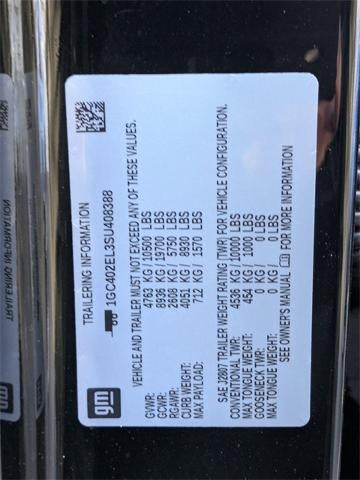 gm
TRAILERING INFORMATION
1GC402EL3SU408388
VEHICLE AND TRAILER MUST NOT EXCEED ANY OF THESE VALUES.
GVWR: 4763 KG / 10500 LBS
GCWR: 8936 KG / 19700 LBS
RGAWR: 2608 KG / 5750 LBS
CURB WEIGHT: 4051 KG / 8930 LBS
MAX PAYLOAD: 712 KG / 1570 LBS
SAE J2807 TRAILER WEIGHT RATING (TWR) FOR VEHICLE CONFIGURATION.
CONVENTIONAL TWR: 4536 KG / 10000 LBS
MAX TONGUE WEIGHT: 454 KG / 1000 LBS
GOOSENECK TWR: 0 KG / 0 LBS
MAX TONGUE WEIGHT: 0 KG / 0 LBS
SEE OWNER'S MANUAL FOR MORE INFORMATION